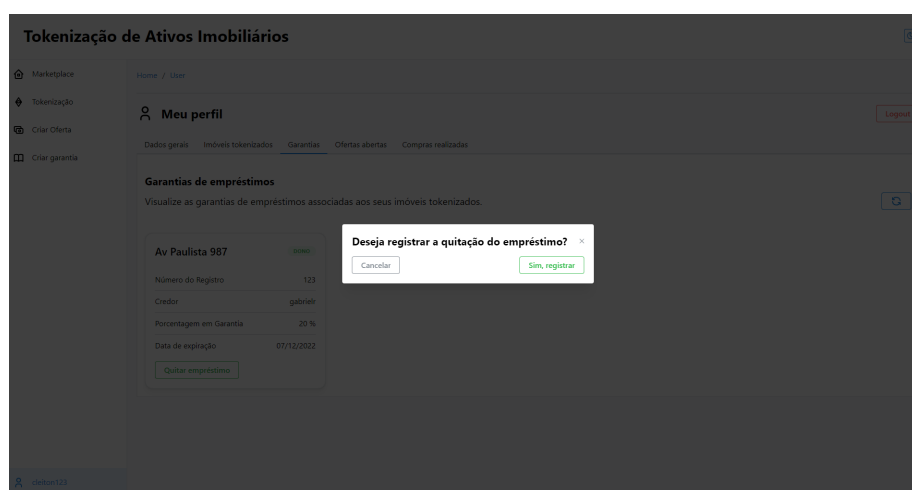 Tokenização de Ativos Imobiliários
Marketplace
Tokenização
Criar Oferta
Criar garantia
Home / User
Meu perfil
Logout
Dados gerais Imóveis tokenizados Garantias Ofertas abertas Compras realizadas
Garantias de empréstimos
Visualize as garantias de empréstimos associadas aos seus imóveis tokenizados.
Deseja registrar a quitação do empréstimo? ×
Cancelar Sim, registrar
Av Paulista 987
Número do Registro 123
Credor gabrielr
Porcentagem em Garantia 20 %
Data de expiração 07/12/2022
Quitar empréstimo